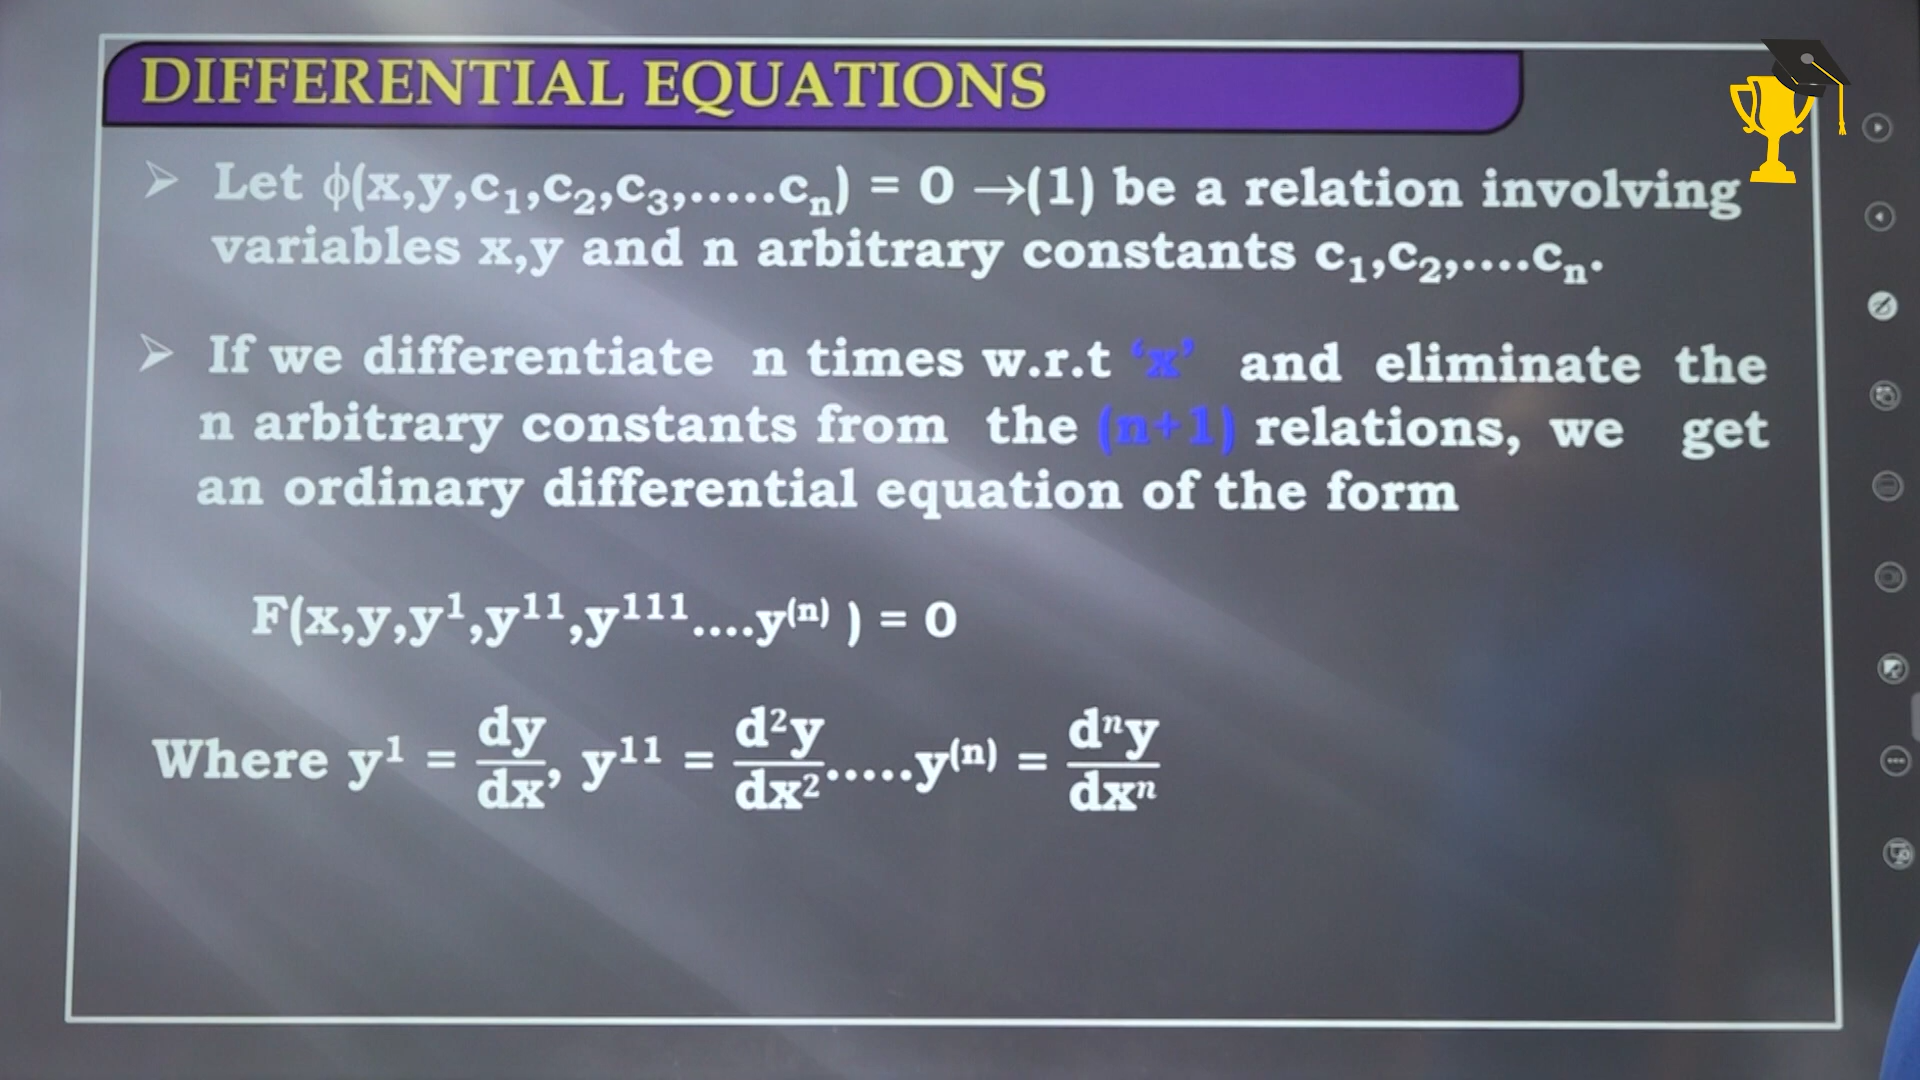 DIFFERENTIAL EQUATIONS
➢ Let ϕ(x,y,c₁,c₂,c₃,.....cₙ) = 0 →(1) be a relation involving
variables x,y and n arbitrary constants c₁,c₂,....cₙ.
➢ If we differentiate n times w.r.t ‘x’ and eliminate the
n arbitrary constants from the (n+1) relations, we get
an ordinary differential equation of the form
F(x,y,y¹,y¹¹,y¹¹¹....y⁽ⁿ⁾ ) = 0
Where y¹ = dy/dx, y¹¹ = d²y/dx².....y⁽ⁿ⁾ = dⁿy/dxⁿ